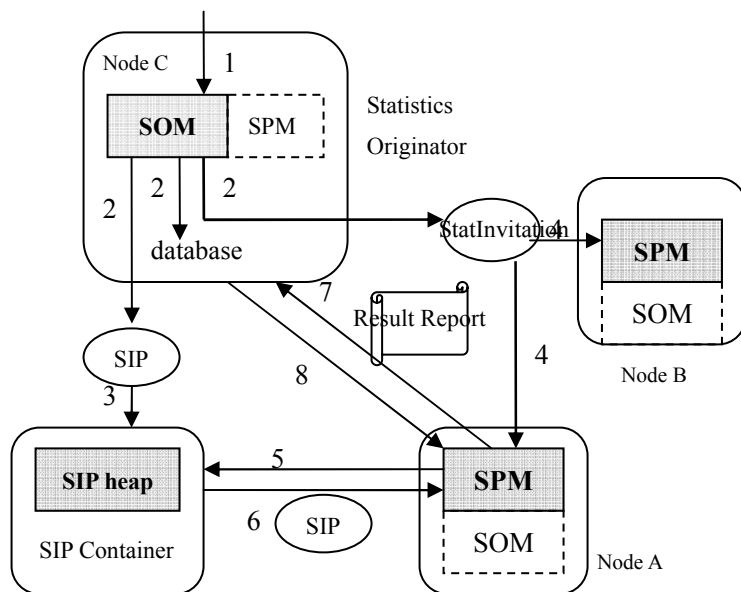 Node C
1
SOM
SPM
Statistics
Originator
2
2
2
database
StatInvitation
4
SPM
SOM
Node B
7
Result Report
SIP
3
8
4
5
SIP heap
SPM
6
SIP
SIP Container
SOM
Node A